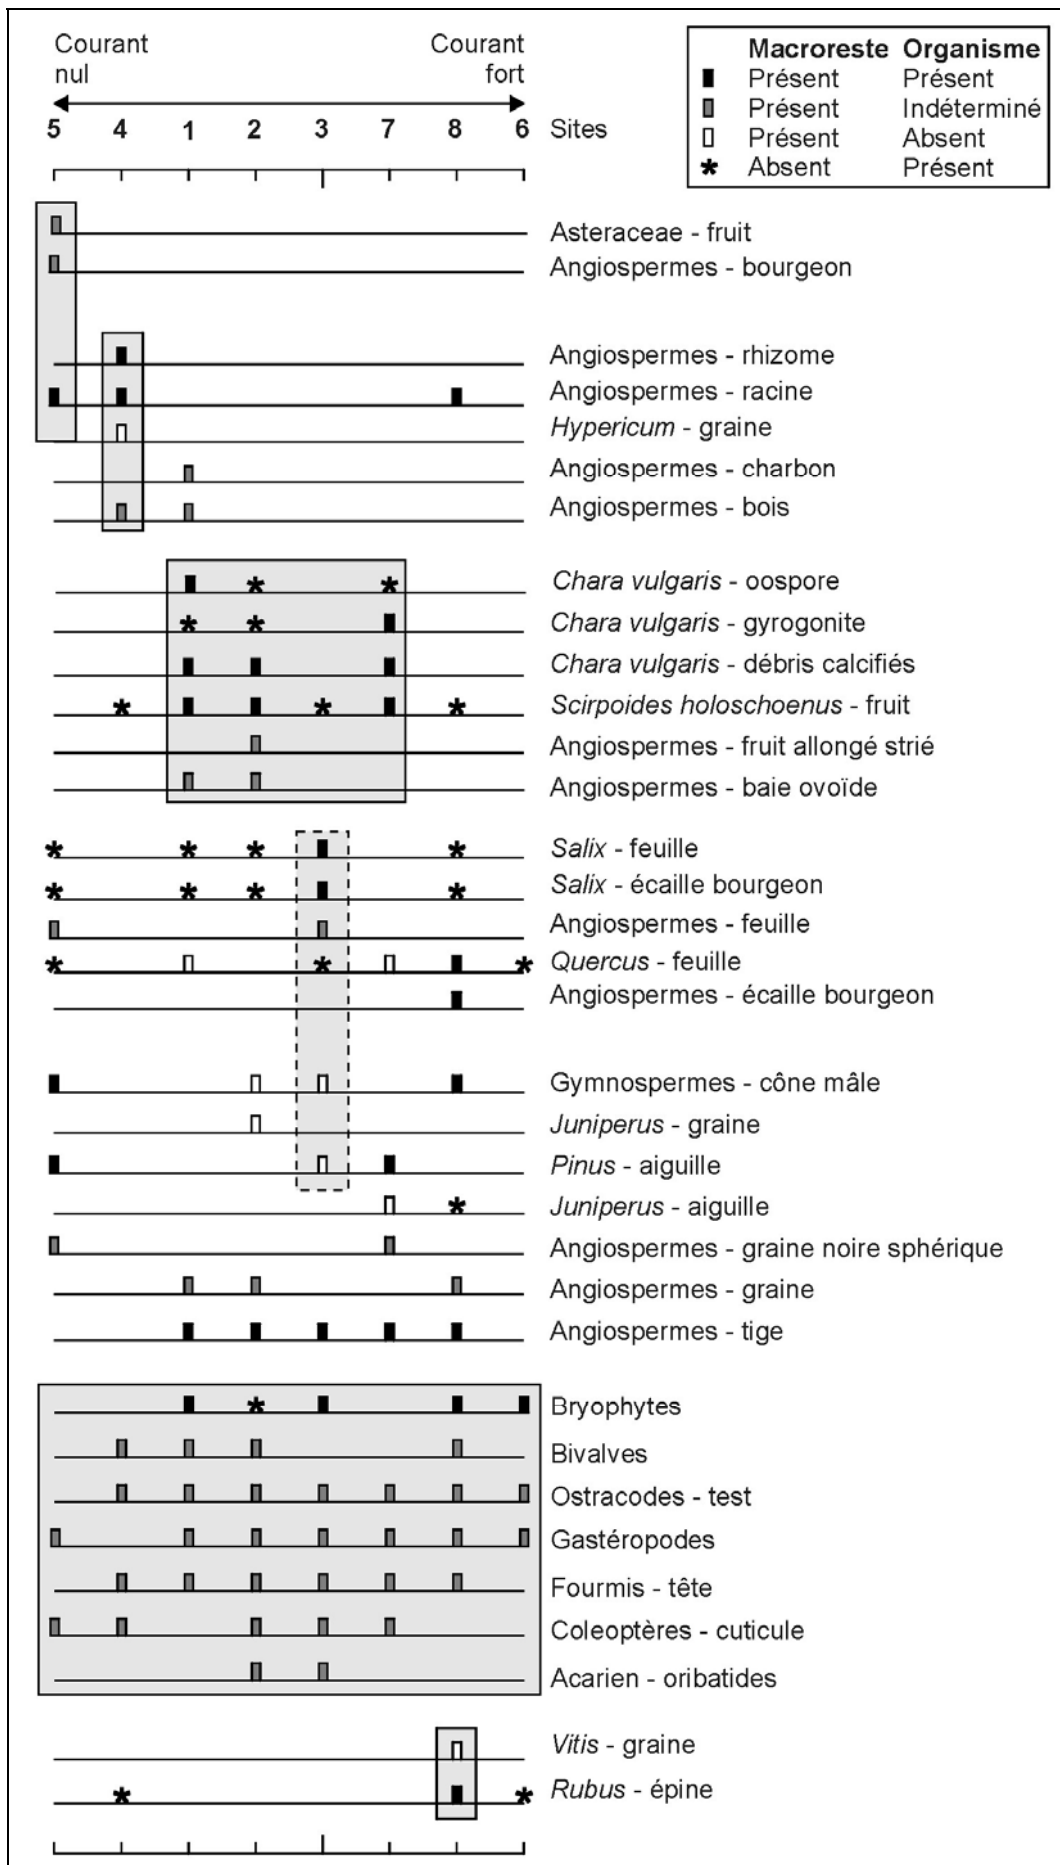 Courant nul
Courant fort
5 4 1 2 3 7 8 6 Sites
Macroreste Organisme
Présent Présent
Présent Indéterminé
Présent Absent
* Absent Présent
Asteraceae - fruit
Angiospermes - bourgeon
Angiospermes - rhizome
Angiospermes - racine
Hypericum - graine
Angiospermes - charbon
Angiospermes - bois
Chara vulgaris - oospore
Chara vulgaris - gyrogonite
Chara vulgaris - débris calcifiés
Scirpoides holoschoenus - fruit
Angiospermes - fruit allongé strié
Angiospermes - baie ovoïde
Salix - feuille
Salix - écaille bourgeon
Angiospermes - feuille
Quercus - feuille
Angiospermes - écaille bourgeon
Gymnospermes - cône mâle
Juniperus - graine
Pinus - aiguille
Juniperus - aiguille
Angiospermes - graine noire sphérique
Angiospermes - graine
Angiospermes - tige
Bryophytes
Bivalves
Ostracodes - test
Gastéropodes
Fourmis - tête
Coleoptères - cuticule
Acarien - oribatides
Vitis - graine
Rubus - épine